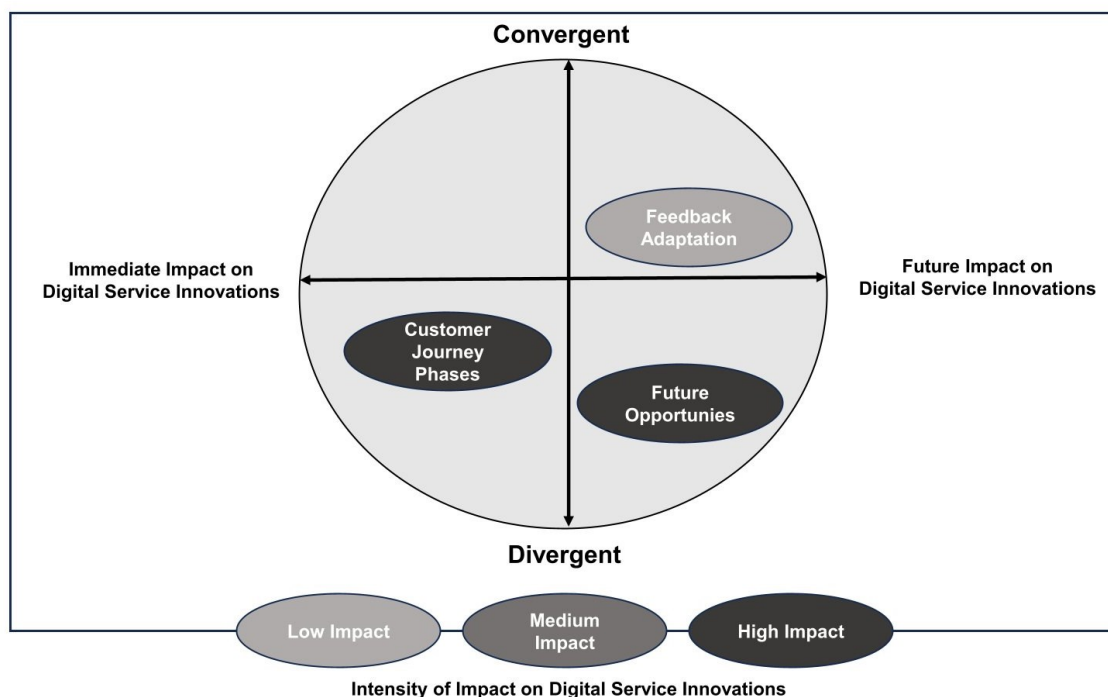 Convergent
Feedback
Adaptation
Immediate Impact on
Digital Service Innovations
Future Impact on
Digital Service Innovations
Customer
Journey
Phases
Future
Opportunies
Divergent
Low Impact
Medium
Impact
High Impact
Intensity of Impact on Digital Service Innovations